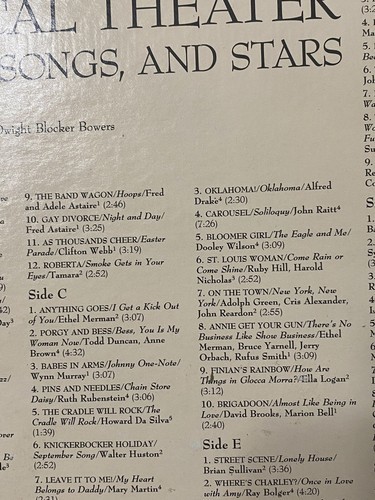 CAL THEATER
SONGS, AND STARS
Dwight Blocker Bowers
9. THE BAND WAGON/Hoops/Fred
and Adele Astaire¹ (2:46)
10. GAY DIVORCE/Night and Day/
Fred Astaire¹ (3:25)
11. AS THOUSANDS CHEER/Easter
Parade/Clifton Webb¹ (3:19)
12. ROBERTA/Smoke Gets in Your
Eyes/Tamara² (2:52)
Side C
1. ANYTHING GOES/I Get a Kick Out
of You/Ethel Merman² (3:07)
2. PORGY AND BESS/Bess, You Is My
Woman Now/Todd Duncan, Anne
Brown⁴ (4:32)
3. BABES IN ARMS/Johnny One-Note/
Wynn Murray¹ (3:07)
4. PINS AND NEEDLES/Chain Store
Daisy/Ruth Rubenstein⁴ (3:06)
5. THE CRADLE WILL ROCK/The
Cradle Will Rock/Howard Da Silva⁵
(1:39)
6. KNICKERBOCKER HOLIDAY/
September Song/Walter Huston²
(2:52)
7. LEAVE IT TO ME!/My Heart
Belongs to Daddy/Mary Martin⁴
3. OKLAHOMA!/Oklahoma/Alfred
Drake⁴ (2:30)
4. CAROUSEL/Soliloquy/John Raitt⁴
(7:26)
5. BLOOMER GIRL/The Eagle and Me/
Dooley Wilson⁴ (3:09)
6. ST. LOUIS WOMAN/Come Rain or
Come Shine/Ruby Hill, Harold
Nicholas³ (2:52)
7. ON THE TOWN/New York, New
York/Adolph Green, Cris Alexander,
John Reardon² (2:55)
8. ANNIE GET YOUR GUN/There's No
Business Like Show Business/Ethel
Merman, Bruce Yarnell, Jerry
Orbach, Rufus Smith¹ (3:09)
9. FINIAN'S RAINBOW/How Are
Things in Glocca Morra?/Ella Logan²
(3:12)
10. BRIGADOON/Almost Like Being in
Love/David Brooks, Marion Bell¹
(2:40)
Side E
1. STREET SCENE/Lonely House/
Brian Sullivan² (3:36)
2. WHERE'S CHARLEY?/Once in Love
with Amy/Ray Bolger⁴ (4:20)